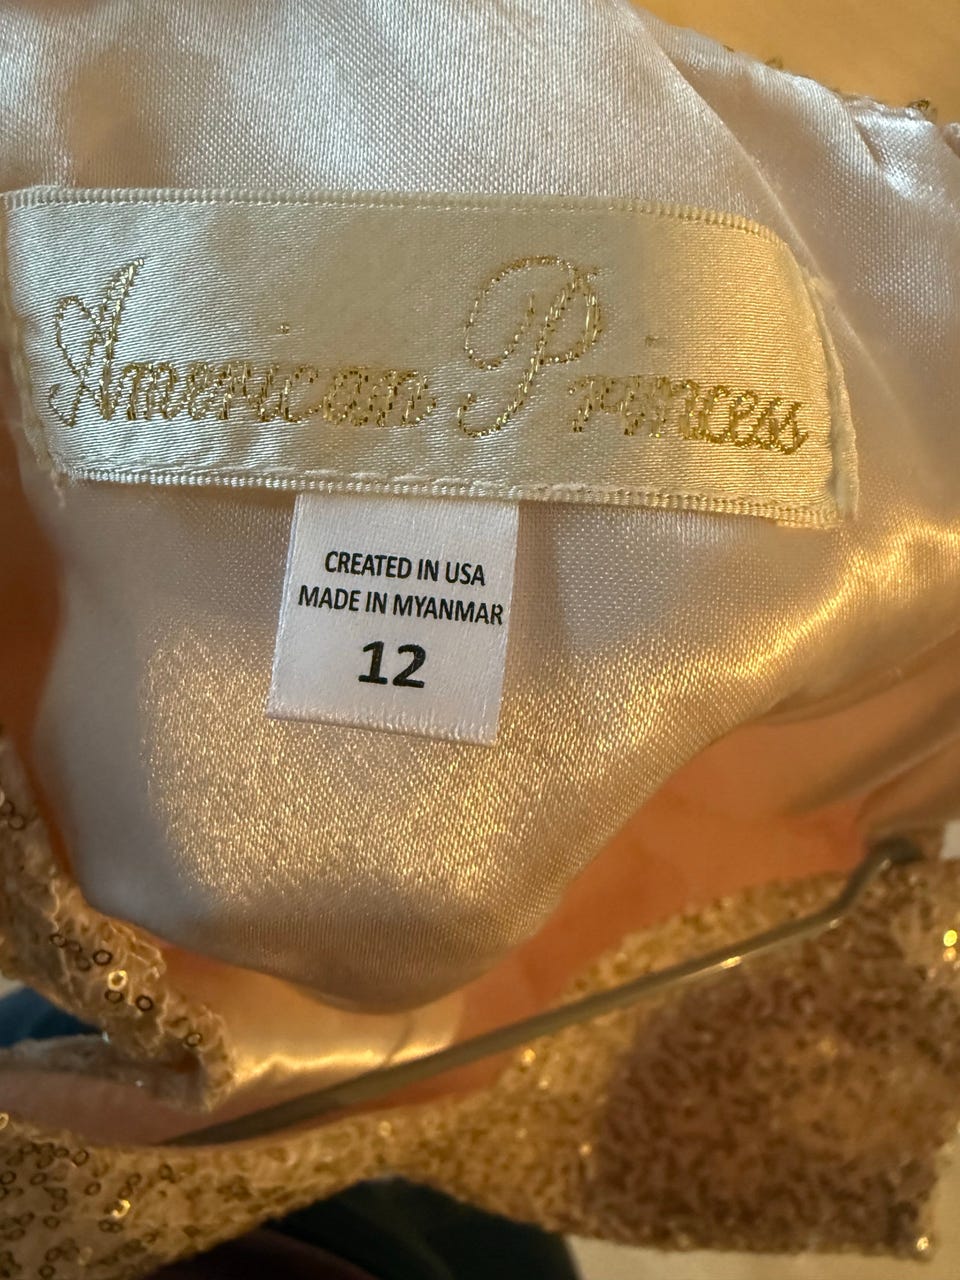 American Princess
CREATED IN USA
MADE IN MYANMAR
12